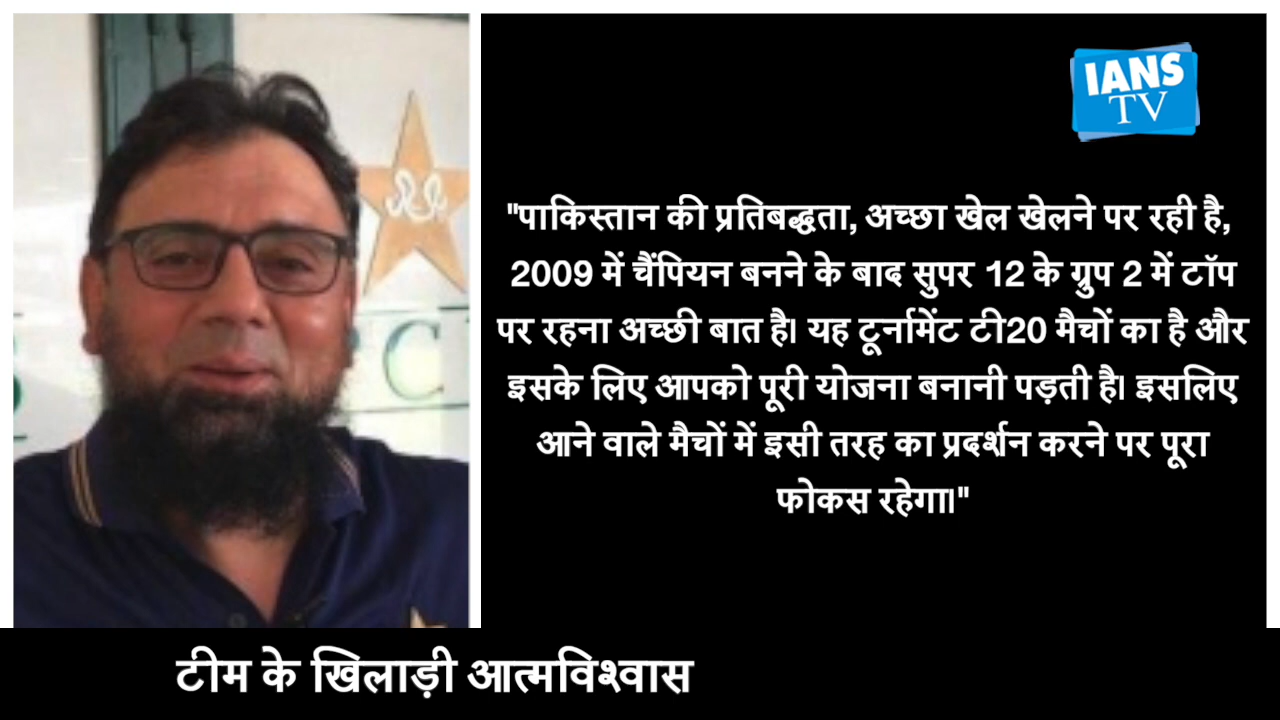 IANS
TV
"पाकिस्तान की प्रतिबद्धता, अच्छा खेल खेलने पर रही है,
2009 में चैंपियन बनने के बाद सुपर 12 के ग्रुप 2 में टॉप
पर रहना अच्छी बात है। यह टूर्नामेंट टी20 मैचों का है और
इसके लिए आपको पूरी योजना बनानी पड़ती है। इसलिए
आने वाले मैचों में इसी तरह का प्रदर्शन करने पर पूरा
फोकस रहेगा।"
टीम के खिलाड़ी आत्मविश्वास